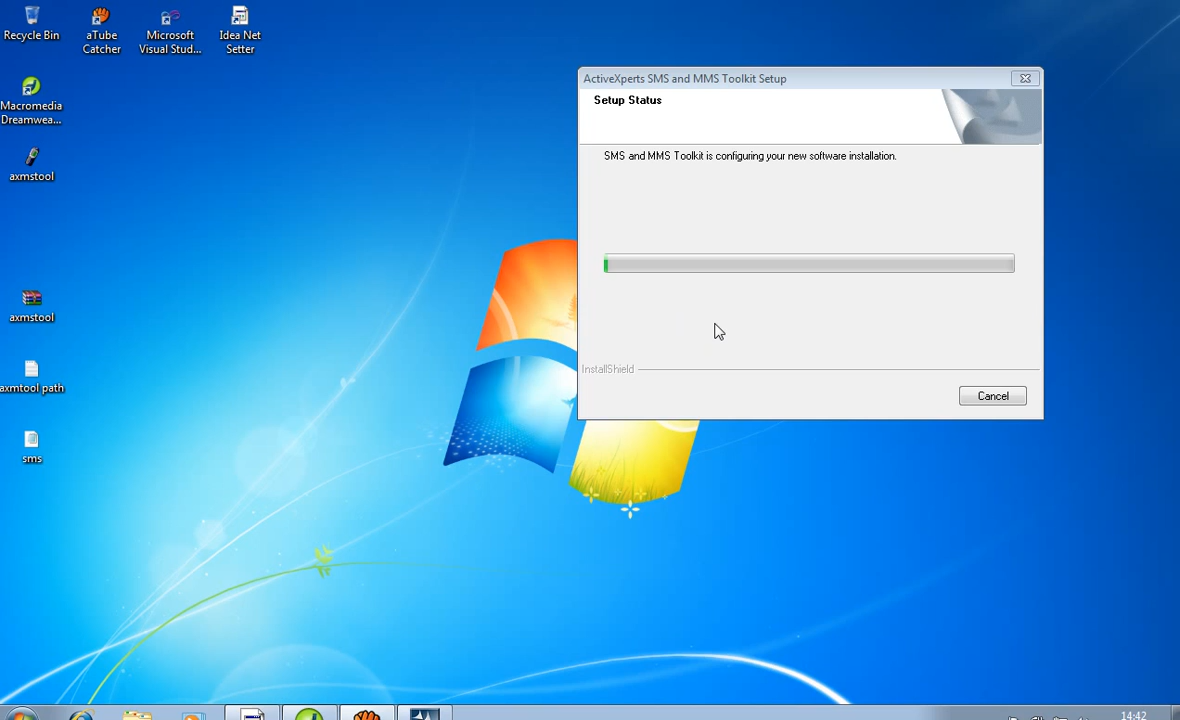 Recycle Bin
aTube
Catcher
Microsoft
Visual Stud...
Idea Net
Setter
Macromedia
Dreamwea...
axmstool
axmstool
axmtool path
sms
ActiveXperts SMS and MMS Toolkit Setup
Setup Status
SMS and MMS Toolkit is configuring your new software installation.
InstallShield
Cancel
14:42